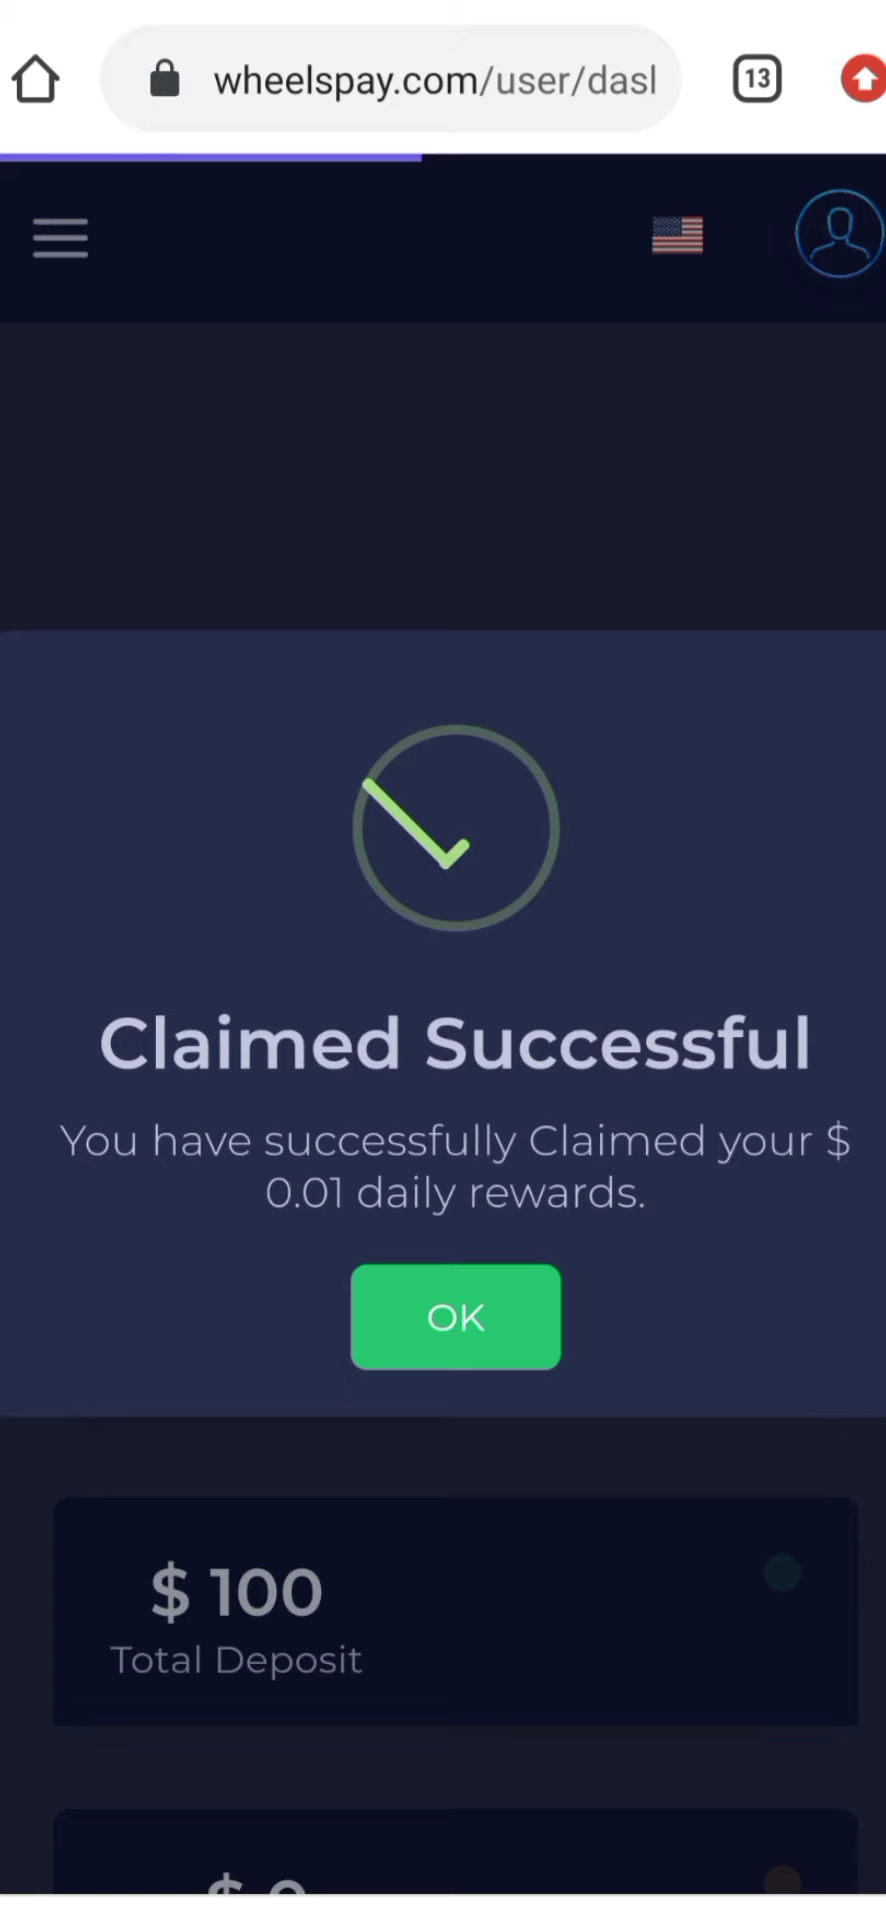 wheelspay.com/user/dasl
13
Claimed Successful
You have successfully Claimed your $
0.01 daily rewards.
OK
$ 100
Total Deposit
$ 0